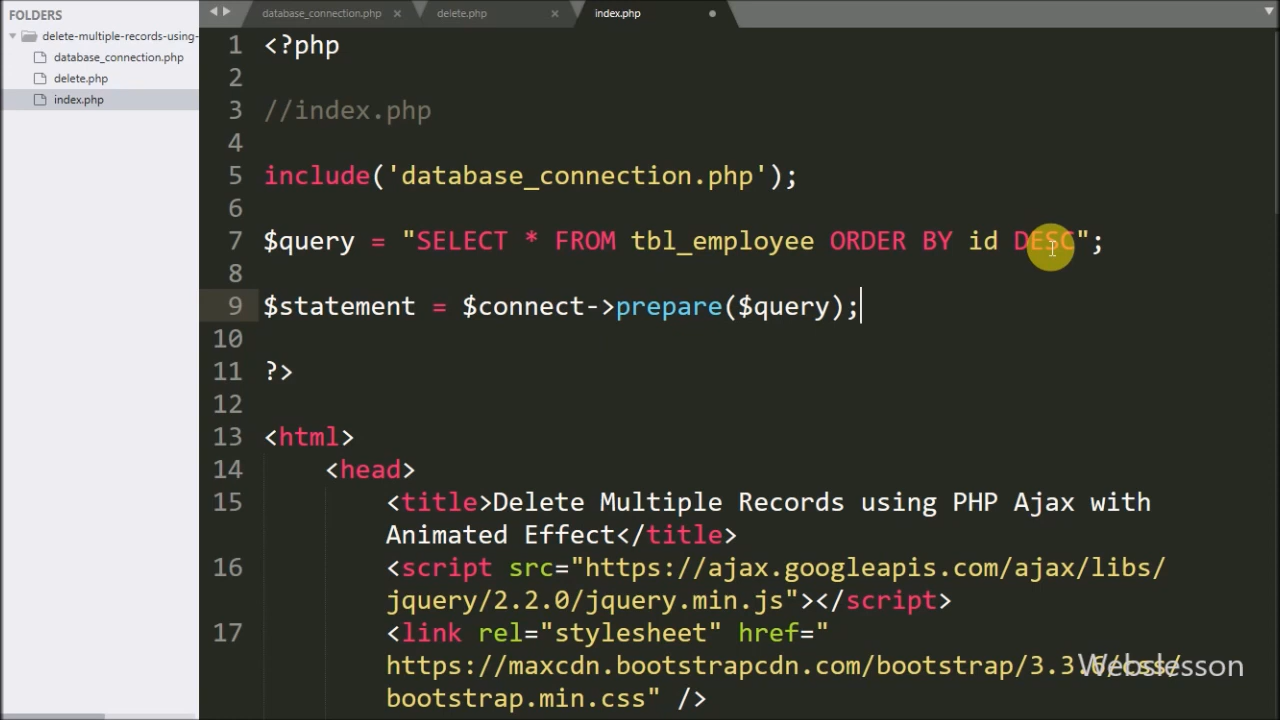 FOLDERS
delete-multiple-records-using-
database_connection.php
delete.php
index.php
database_connection.php ×
delete.php ×
index.php
1 <?php
2
3 //index.php
4
5 include('database_connection.php');
6
7 $query = "SELECT * FROM tbl_employee ORDER BY id DESC";
8
9 $statement = $connect->prepare($query);
10
11 ?>
12
13 <html>
14 <head>
15 <title>Delete Multiple Records using PHP Ajax with
Animated Effect</title>
16 <script src="https://ajax.googleapis.com/ajax/libs/
jquery/2.2.0/jquery.min.js"></script>
17 <link rel="stylesheet" href="
https://maxcdn.bootstrapcdn.com/bootstrap/3.3.6/css/
bootstrap.min.css" />
Webslesson